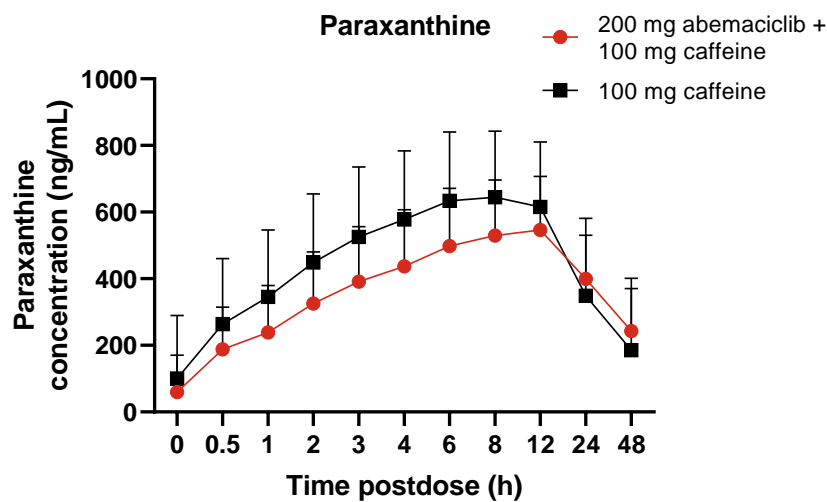 Paraxanthine
200 mg abemaciclib +
100 mg caffeine
100 mg caffeine
Paraxanthine
concentration (ng/mL)
1000
800
600
400
200
0
0 0.5 1 2 3 4 6 8 12 24 48
Time postdose (h)